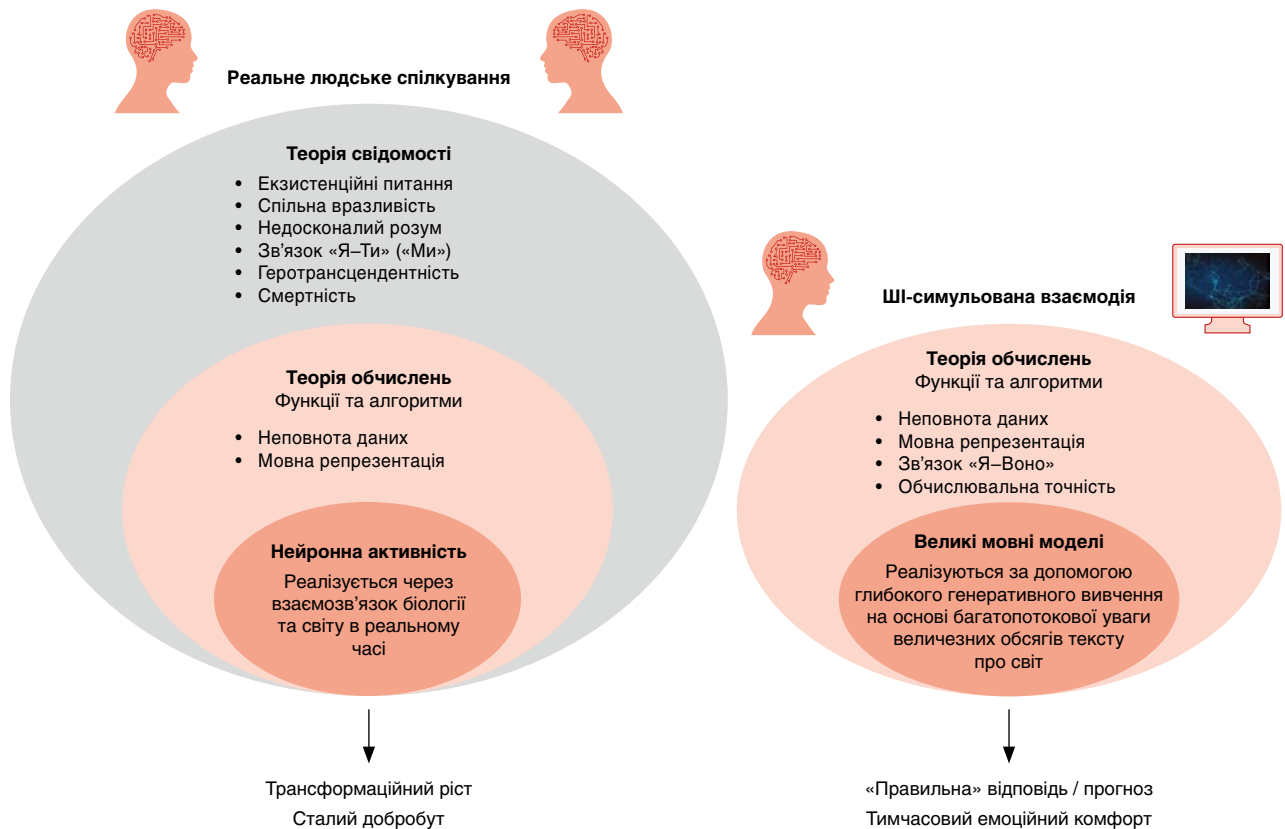 Реальне людське спілкування
Теорія свідомості
• Екзистенційні питання
• Спільна вразливість
• Недосконалий розум
• Зв'язок «Я–Ти» («Ми»)
• Геротрансцендентність
• Смертність
Теорія обчислень
Функції та алгоритми
• Неповнота даних
• Мовна репрезентація
Нейронна активність
Реалізується через
взаємозв'язок біології
та світу в реальному
часі
Трансформаційний ріст
Сталий добробут
ШІ-симульована взаємодія
Теорія обчислень
Функції та алгоритми
• Неповнота даних
• Мовна репрезентація
• Зв'язок «Я–Воно»
• Обчислювальна точність
Великі мовні моделі
Реалізуються за допомогою
глибокого генеративного вивчення
на основі багатопотокової уваги
величезних обсягів тексту
про світ
«Правильна» відповідь / прогноз
Тимчасовий емоційний комфорт